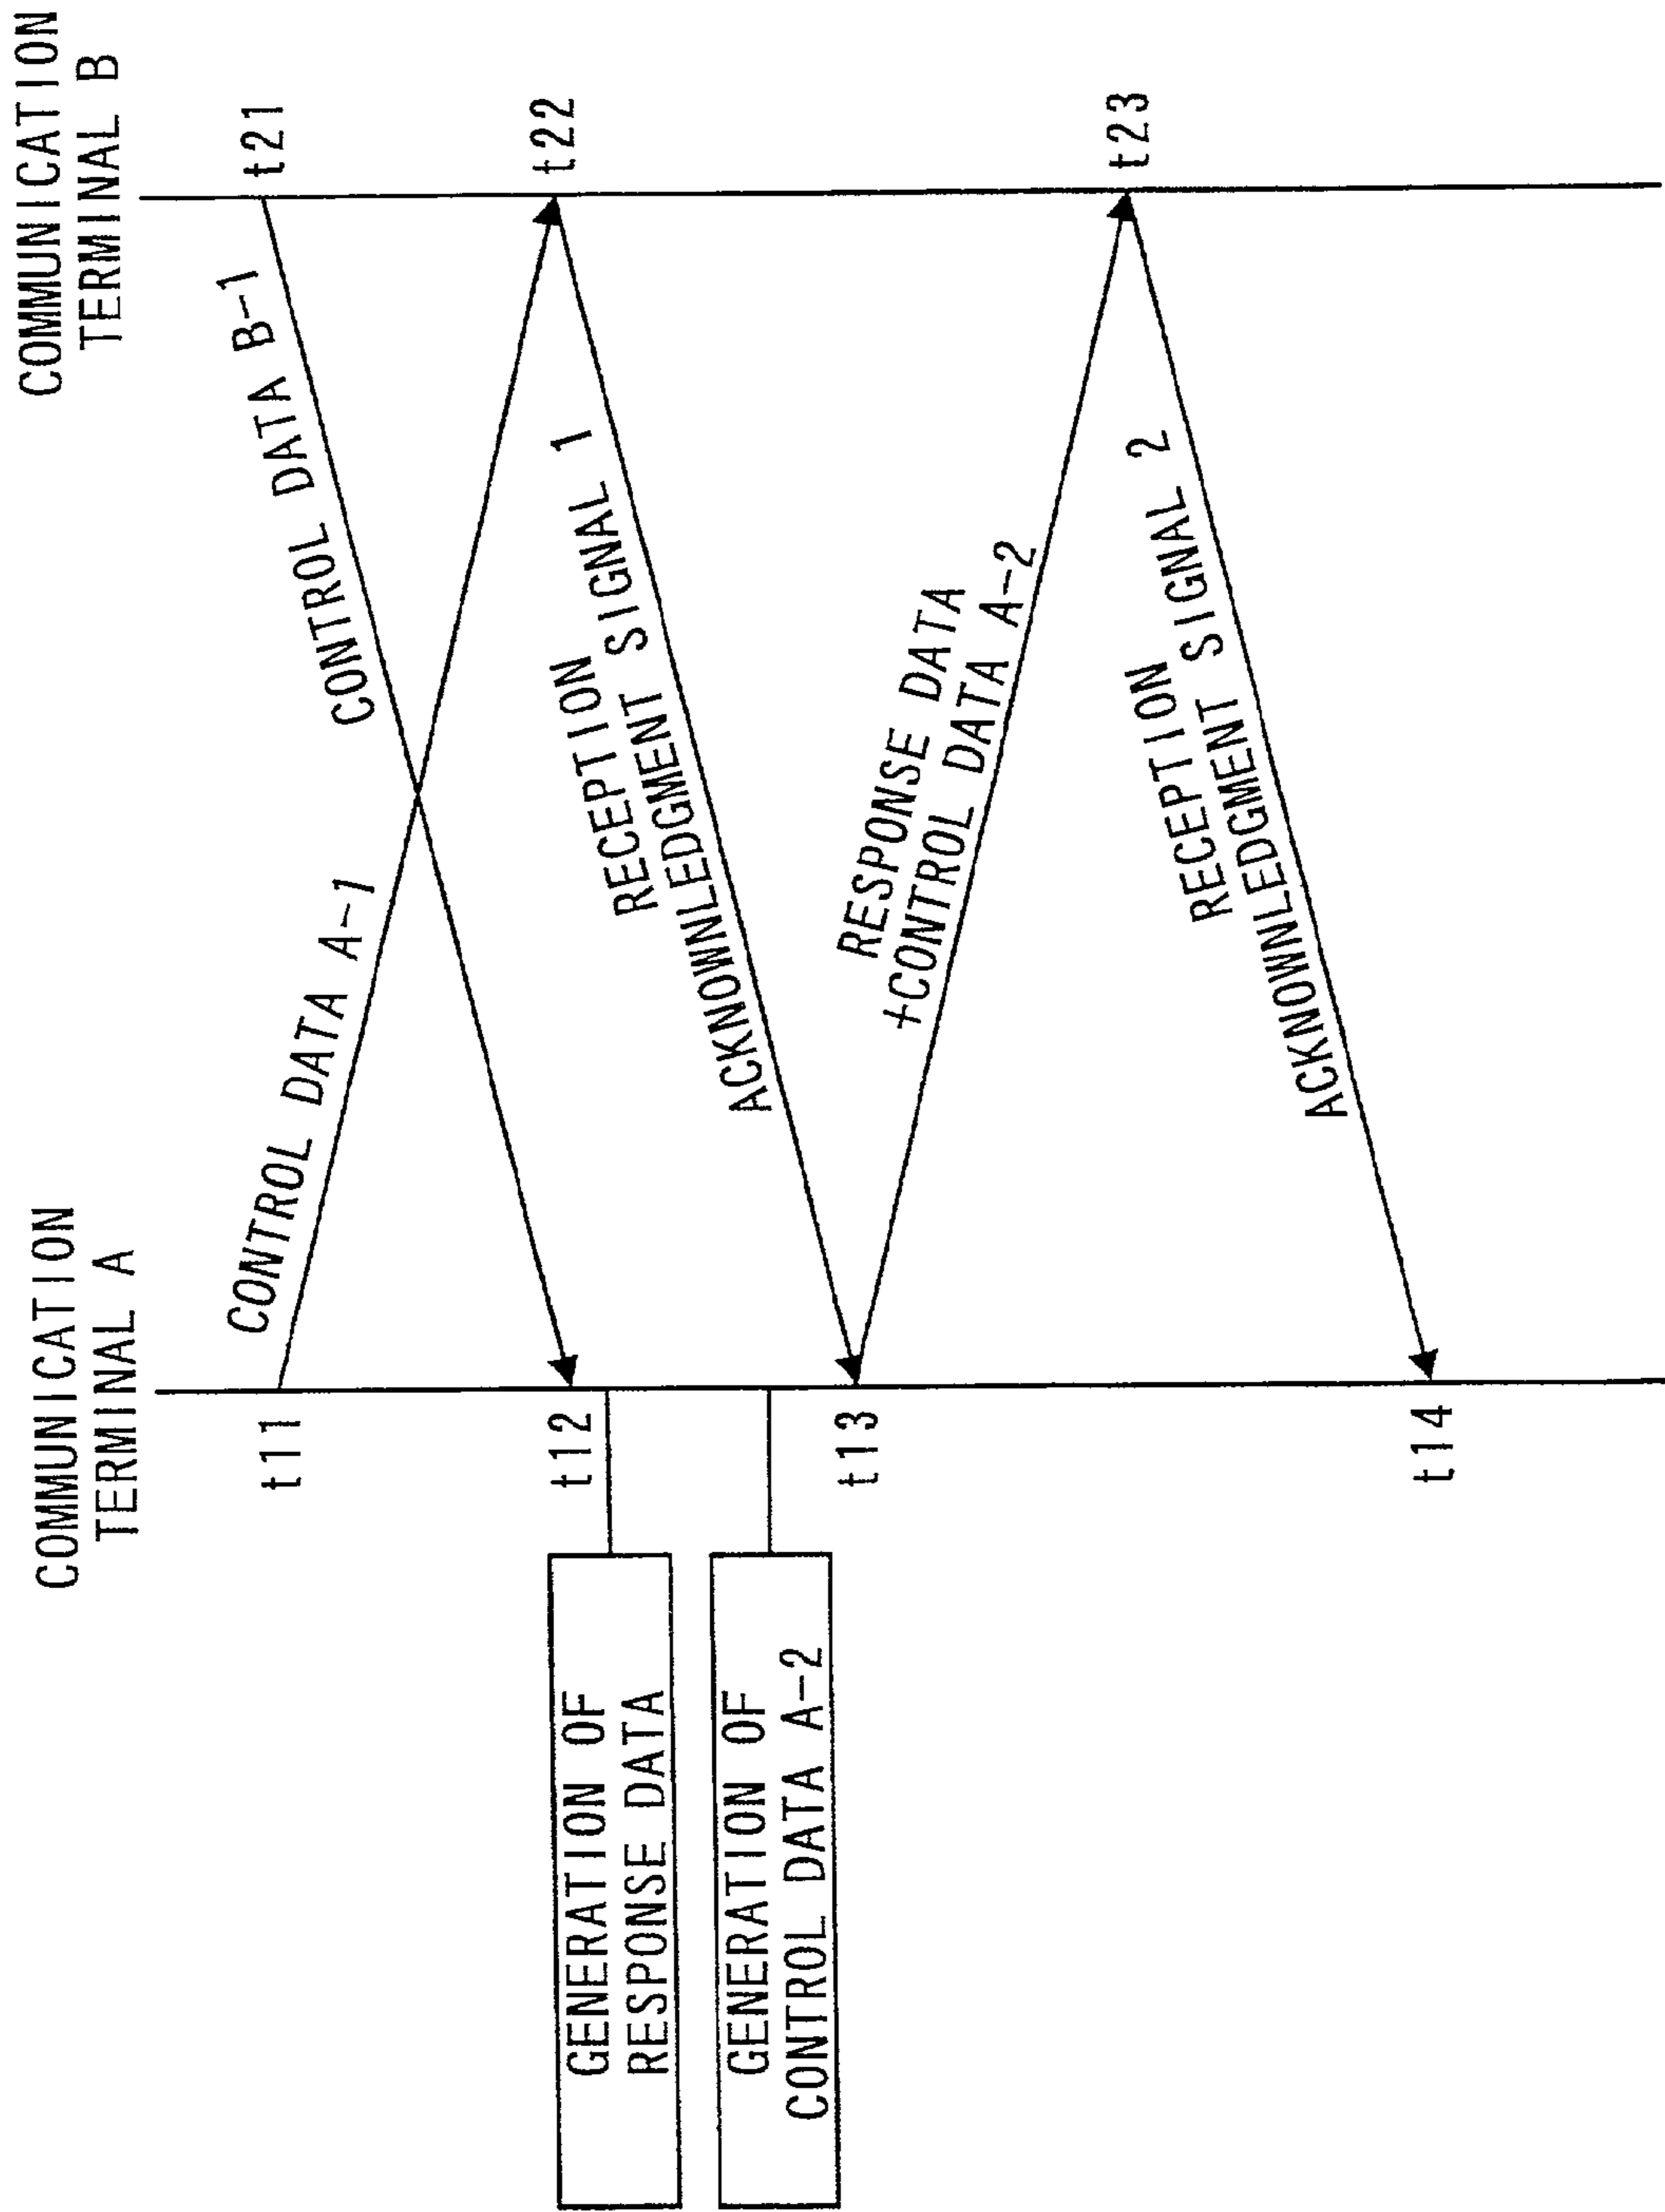 COMMUNICATION
TERMINAL A
COMMUNICATION
TERMINAL B
t11
CONTROL DATA A-1
CONTROL DATA B-1
t21
GENERATION OF
RESPONSE DATA
t12
RECEPTION
ACKNOWNLEDGMENT SIGNAL 1
t22
GENERATION OF
CONTROL DATA A-2
t13
RESPONSE DATA
+CONTROL DATA A-2
t23
RECEPTION
ACKNOWNLEDGMENT SIGNAL 2
t14